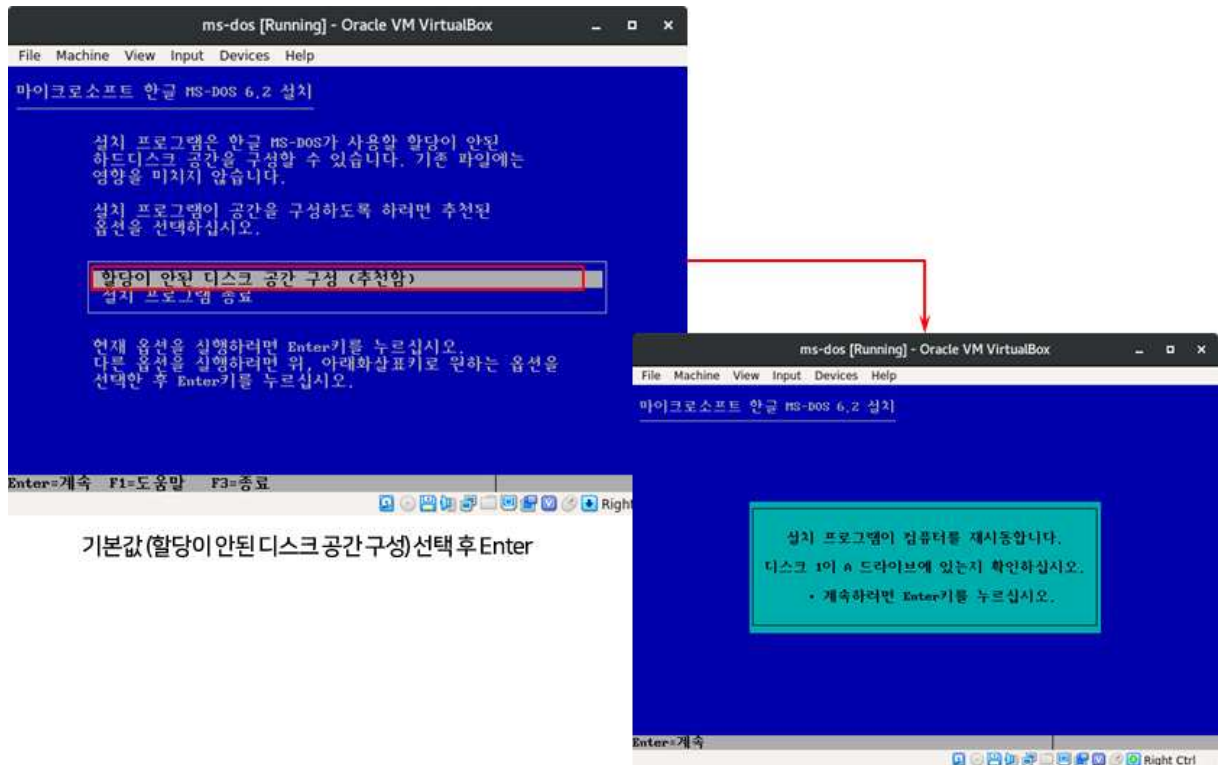 ms-dos [Running] - Oracle VM VirtualBox
File Machine View Input Devices Help
마이크로소프트 한글 MS-DOS 6.2 설치
설치 프로그램은 한글 MS-DOS가 사용할 할당이 안된
하드디스크 공간을 구성할 수 있습니다. 기존 파일에는
영향을 미치지 않습니다.
설치 프로그램이 공간을 구성하도록 하려면 추천된
옵션을 선택하십시오.
할당이 안된 디스크 공간 구성 (추천함)
설치 프로그램 종료
현재 옵션을 실행하려면 Enter키를 누르십시오.
다른 옵션을 실행하려면 위, 아래화살표키로 원하는 옵션을
선택한 후 Enter키를 누르십시오.
Enter=계속 F1=도움말 F3=종료
Right
기본값 (할당이 안된 디스크 공간 구성) 선택 후 Enter
ms-dos [Running] - Oracle VM VirtualBox
File Machine View Input Devices Help
마이크로소프트 한글 MS-DOS 6.2 설치
설치 프로그램이 컴퓨터를 재시동합니다.
디스크 1이 A 드라이브에 있는지 확인하십시오.
• 계속하려면 Enter키를 누르십시오.
Enter=계속
Right Ctrl